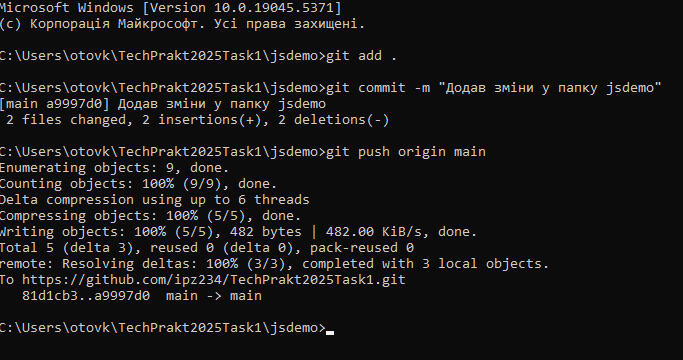 Microsoft Windows [Version 10.0.19045.5371]
(c) Корпорація Майкрософт. Усі права захищені.
C:\Users\otovk\TechPrakt2025Task1\jsdemo>git add .
C:\Users\otovk\TechPrakt2025Task1\jsdemo>git commit -m "Додав зміни у папку jsdemo"
[main a9997d0] Додав зміни у папку jsdemo
2 files changed, 2 insertions(+), 2 deletions(-)
C:\Users\otovk\TechPrakt2025Task1\jsdemo>git push origin main
Enumerating objects: 9, done.
Counting objects: 100% (9/9), done.
Delta compression using up to 6 threads
Compressing objects: 100% (5/5), done.
Writing objects: 100% (5/5), 482 bytes | 482.00 KiB/s, done.
Total 5 (delta 3), reused 0 (delta 0), pack-reused 0
remote: Resolving deltas: 100% (3/3), completed with 3 local objects.
To https://github.com/ipz234/TechPrakt2025Task1.git
81d1cb3..a9997d0  main -> main
C:\Users\otovk\TechPrakt2025Task1\jsdemo>